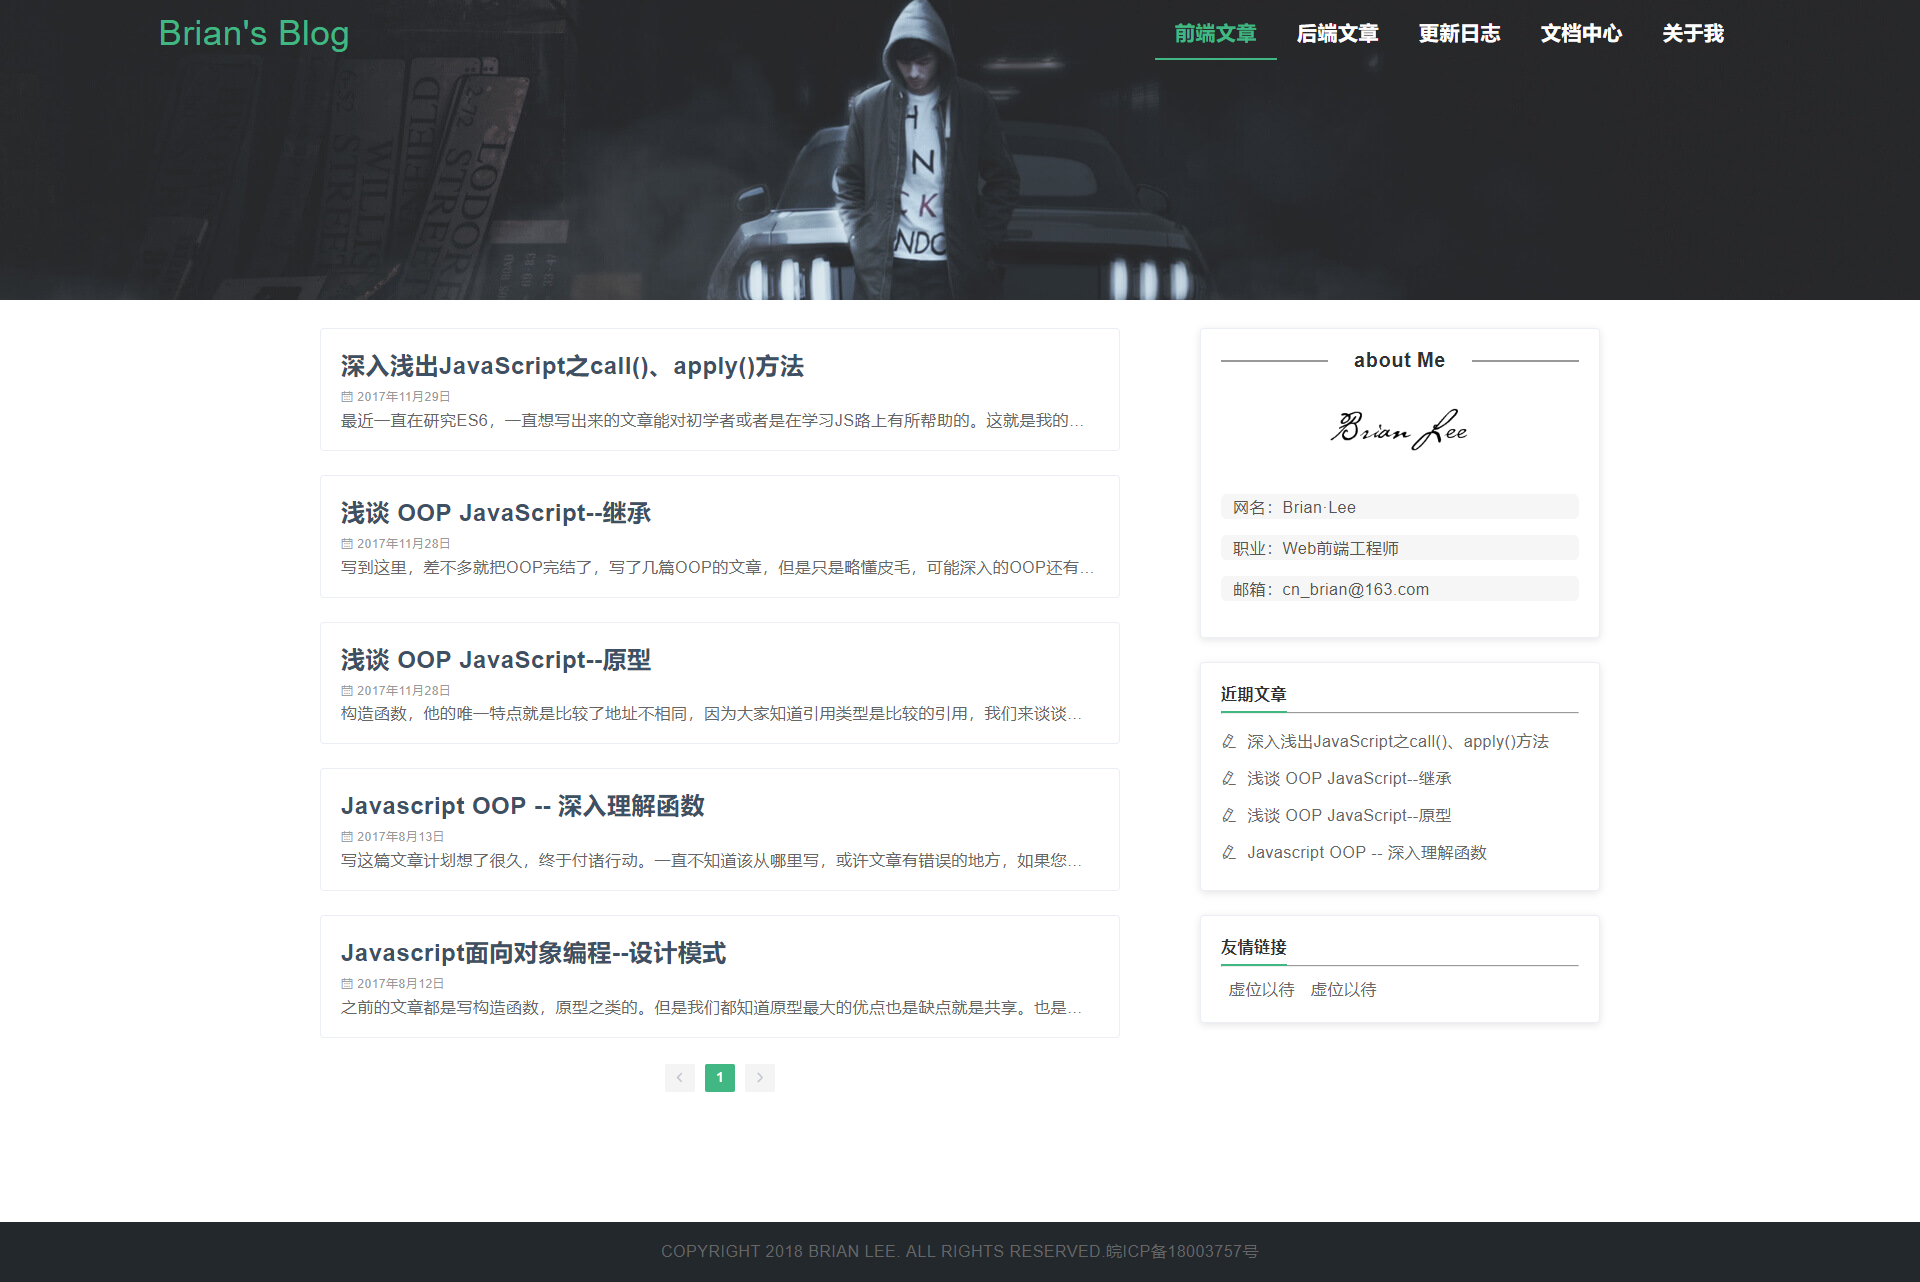 Brian's Blog
前端文章 后端文章 更新日志 文档中心 关于我
H
N
CK
NDO
LODORE
STREET
WILLIS
STREET
深入浅出JavaScript之call()、apply()方法
2017年11月29日
最近一直在研究ES6，一直想写出来的文章能对初学者或者是在学习JS路上有所帮助的。这就是我的...
浅谈 OOP JavaScript--继承
2017年11月28日
写到这里，差不多就把OOP完结了，写了几篇OOP的文章，但是只是略懂皮毛，可能深入的OOP还有...
浅谈 OOP JavaScript--原型
2017年11月28日
构造函数，他的唯一特点就是比较了地址不相同，因为大家知道引用类型是比较的引用，我们来谈谈...
Javascript OOP -- 深入理解函数
2017年8月13日
写这篇文章计划想了很久，终于付诸行动。一直不知道该从哪里写，或许文章有错误的地方，如果您...
Javascript面向对象编程--设计模式
2017年8月12日
之前的文章都是写构造函数，原型之类的。但是我们都知道原型最大的优点也是缺点就是共享。也是...
1
about Me
Brian Lee
网名：Brian·Lee
职业：Web前端工程师
邮箱：cn_brian@163.com
近期文章
深入浅出JavaScript之call()、apply()方法
浅谈 OOP JavaScript--继承
浅谈 OOP JavaScript--原型
Javascript OOP -- 深入理解函数
友情链接
虚位以待 虚位以待
COPYRIGHT 2018 BRIAN LEE. ALL RIGHTS RESERVED.皖ICP备18003757号